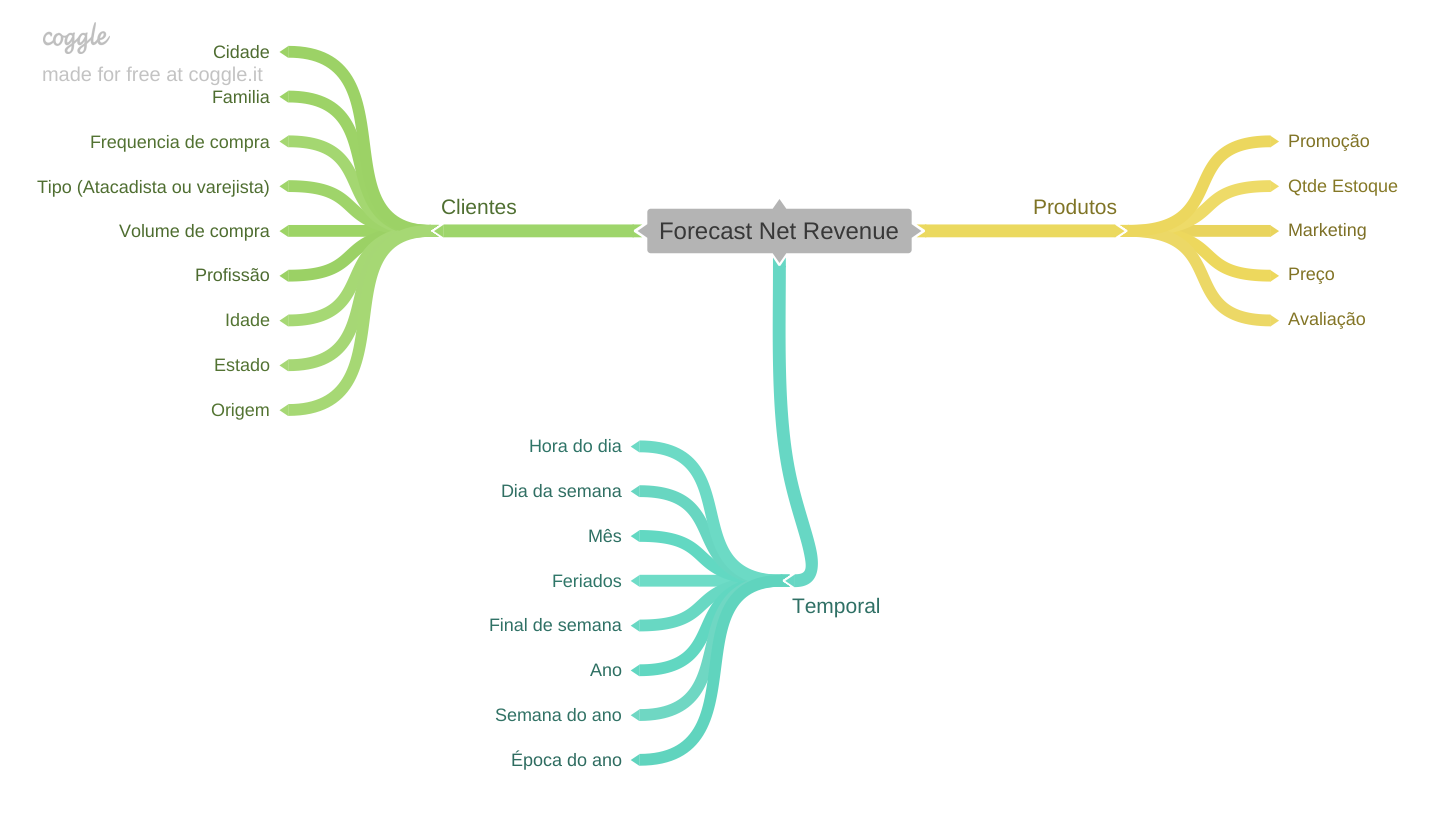 coggle
made for free at coggle.it
Cidade
Familia
Frequencia de compra
Tipo (Atacadista ou varejista)
Volume de compra
Profissão
Idade
Estado
Origem
Clientes
Forecast Net Revenue
Produtos
Promoção
Qtde Estoque
Marketing
Preço
Avaliação
Hora do dia
Dia da semana
Mês
Feriados
Final de semana
Ano
Semana do ano
Época do ano
Temporal